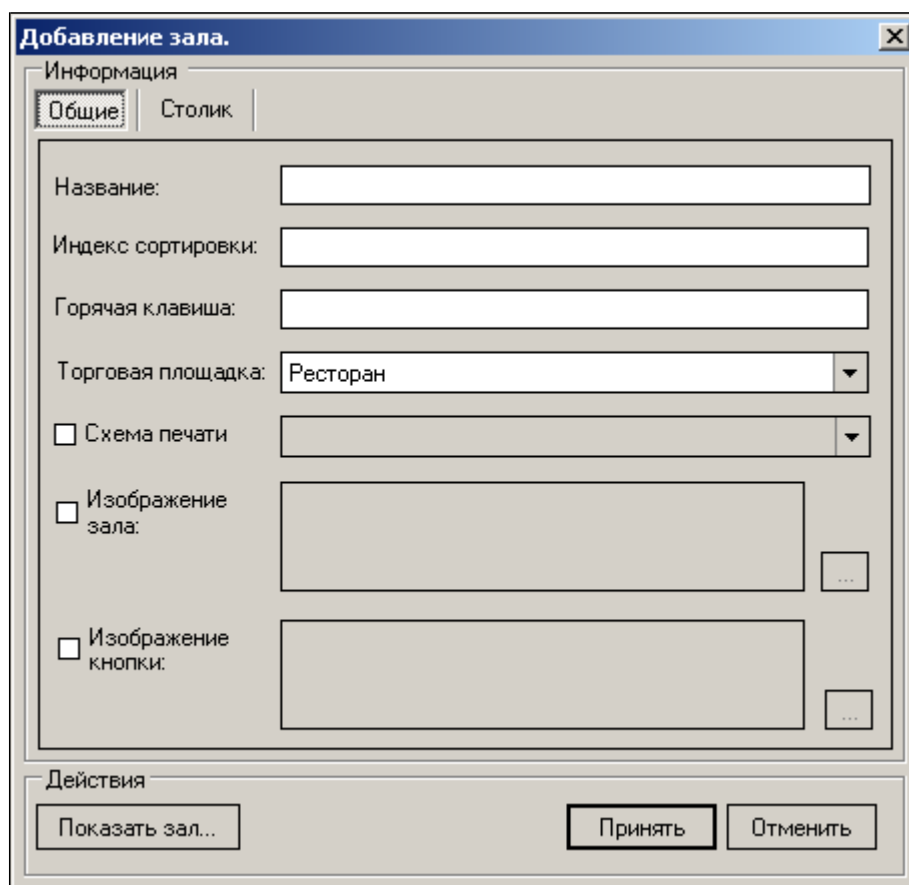 Добавление зала.
Информация
Общие Столик
Название:
Индекс сортировки:
Горячая клавиша:
Торговая площадка: Ресторан
Схема печати
Изображение
зала:
...
Изображение
кнопки:
...
Действия
Показать зал... Принять Отменить